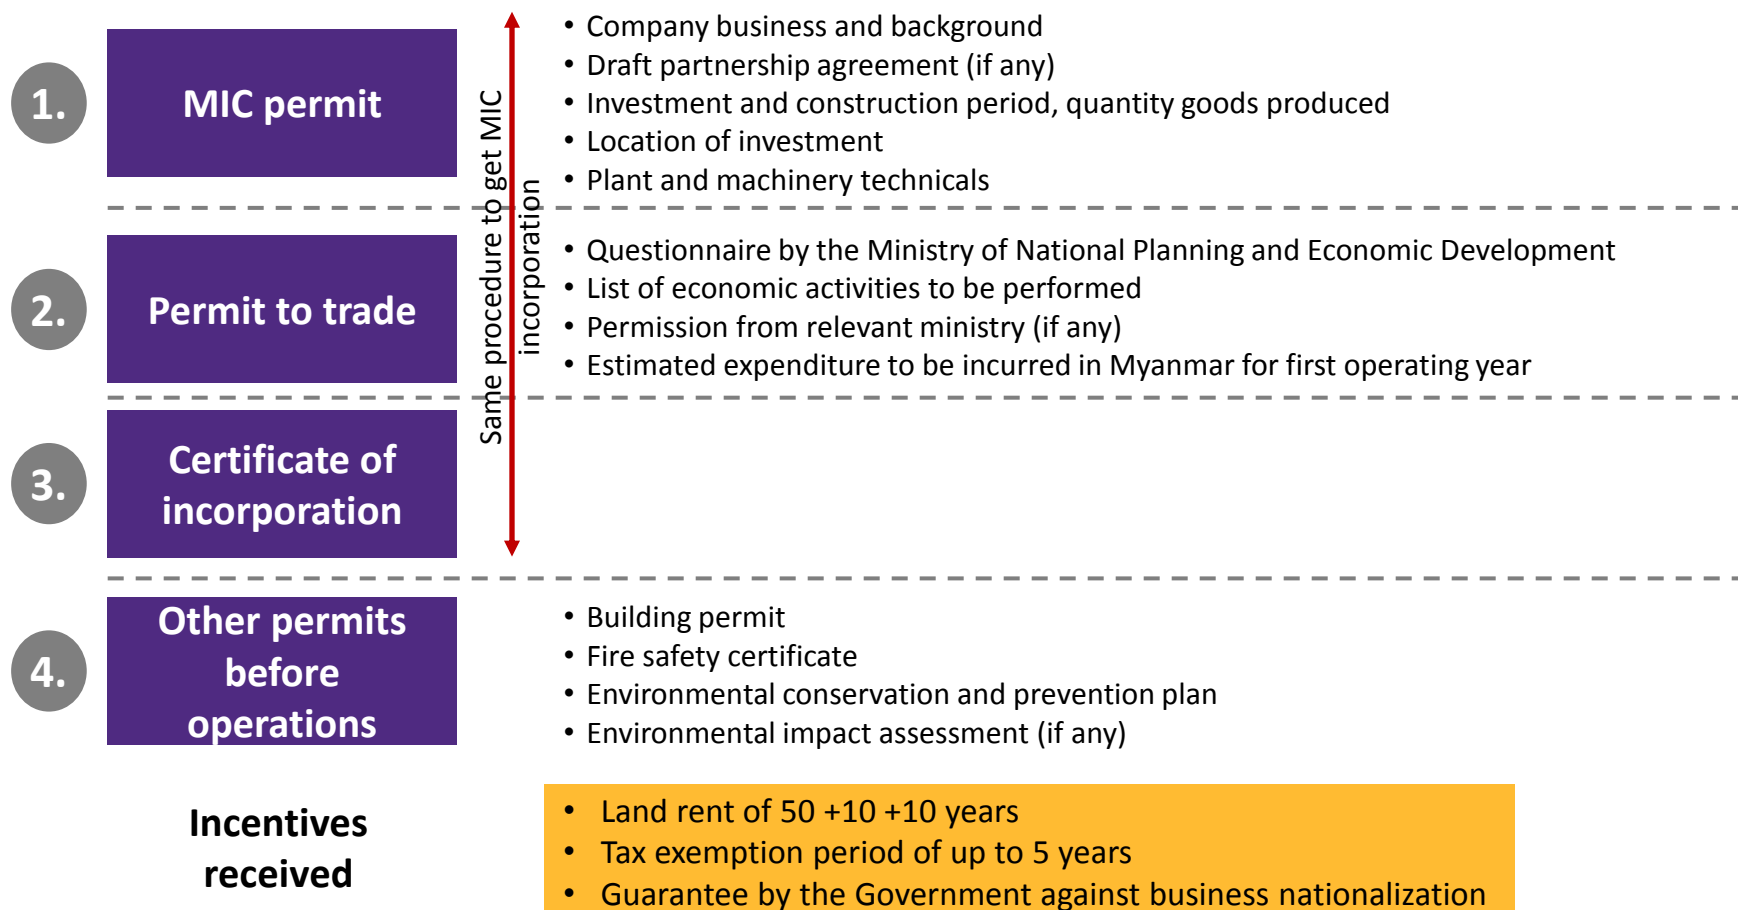 1.
MIC permit
• Company business and background
• Draft partnership agreement (if any)
• Investment and construction period, quantity goods produced
• Location of investment
• Plant and machinery technicals
Same procedure to get MIC
incorporation
2.
Permit to trade
• Questionnaire by the Ministry of National Planning and Economic Development
• List of economic activities to be performed
• Permission from relevant ministry (if any)
• Estimated expenditure to be incurred in Myanmar for first operating year
3.
Certificate of
incorporation
4.
Other permits
before
operations
• Building permit
• Fire safety certificate
• Environmental conservation and prevention plan
• Environmental impact assessment (if any)
Incentives
received
• Land rent of 50 +10 +10 years
• Tax exemption period of up to 5 years
• Guarantee by the Government against business nationalization